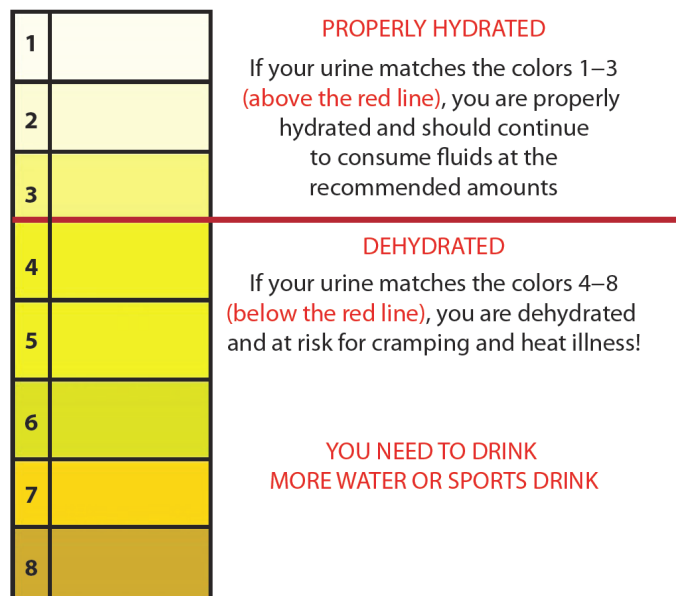 1
2
3
4
5
6
7
8
PROPERLY HYDRATED
If your urine matches the colors 1–3
(above the red line), you are properly
hydrated and should continue
to consume fluids at the
recommended amounts
DEHYDRATED
If your urine matches the colors 4–8
(below the red line), you are dehydrated
and at risk for cramping and heat illness!
YOU NEED TO DRINK
MORE WATER OR SPORTS DRINK